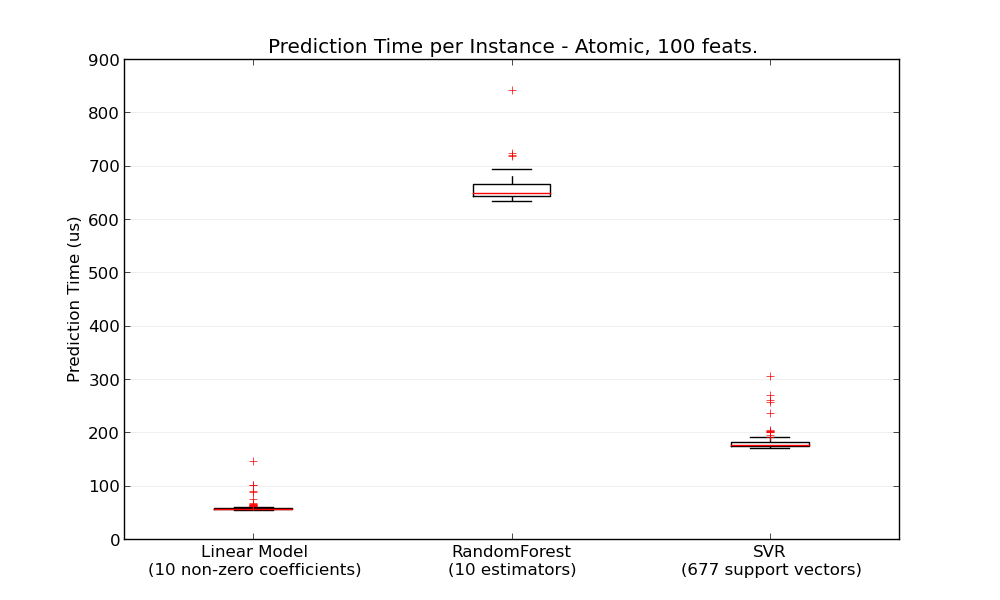 Prediction Time per Instance - Atomic, 100 feats.
900
800
700
600
500
400
300
200
100
0
Prediction Time (us)
Linear Model
(10 non-zero coefficients)
RandomForest
(10 estimators)
SVR
(677 support vectors)